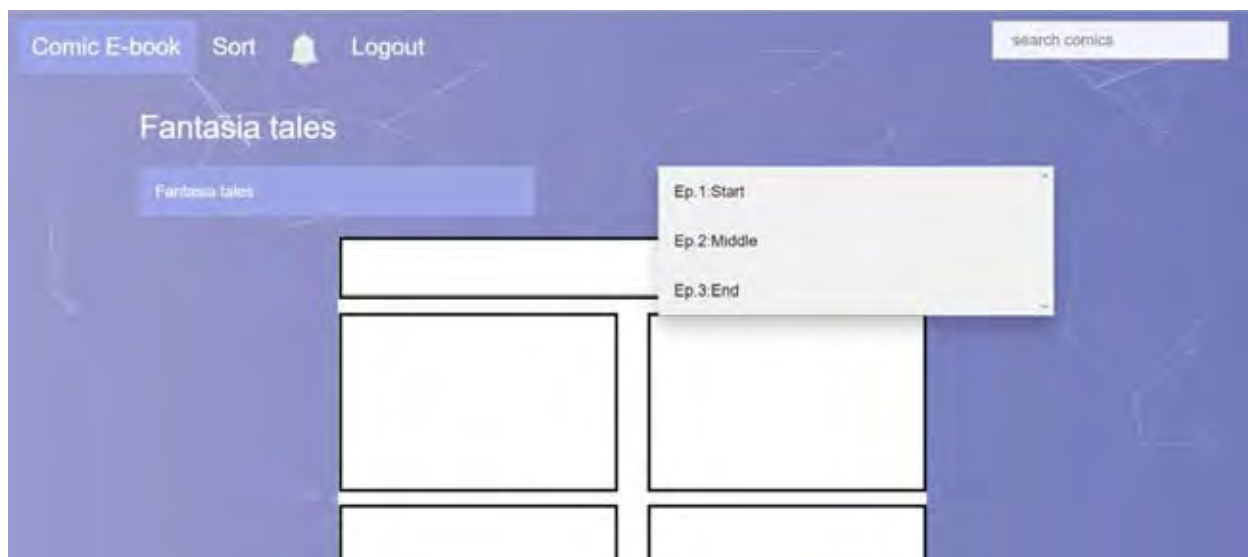 Comic E-book Sort Logout search comics
Fantasia tales
Fantasia tales
Ep.1:Start
Ep.2:Middle
Ep.3:End